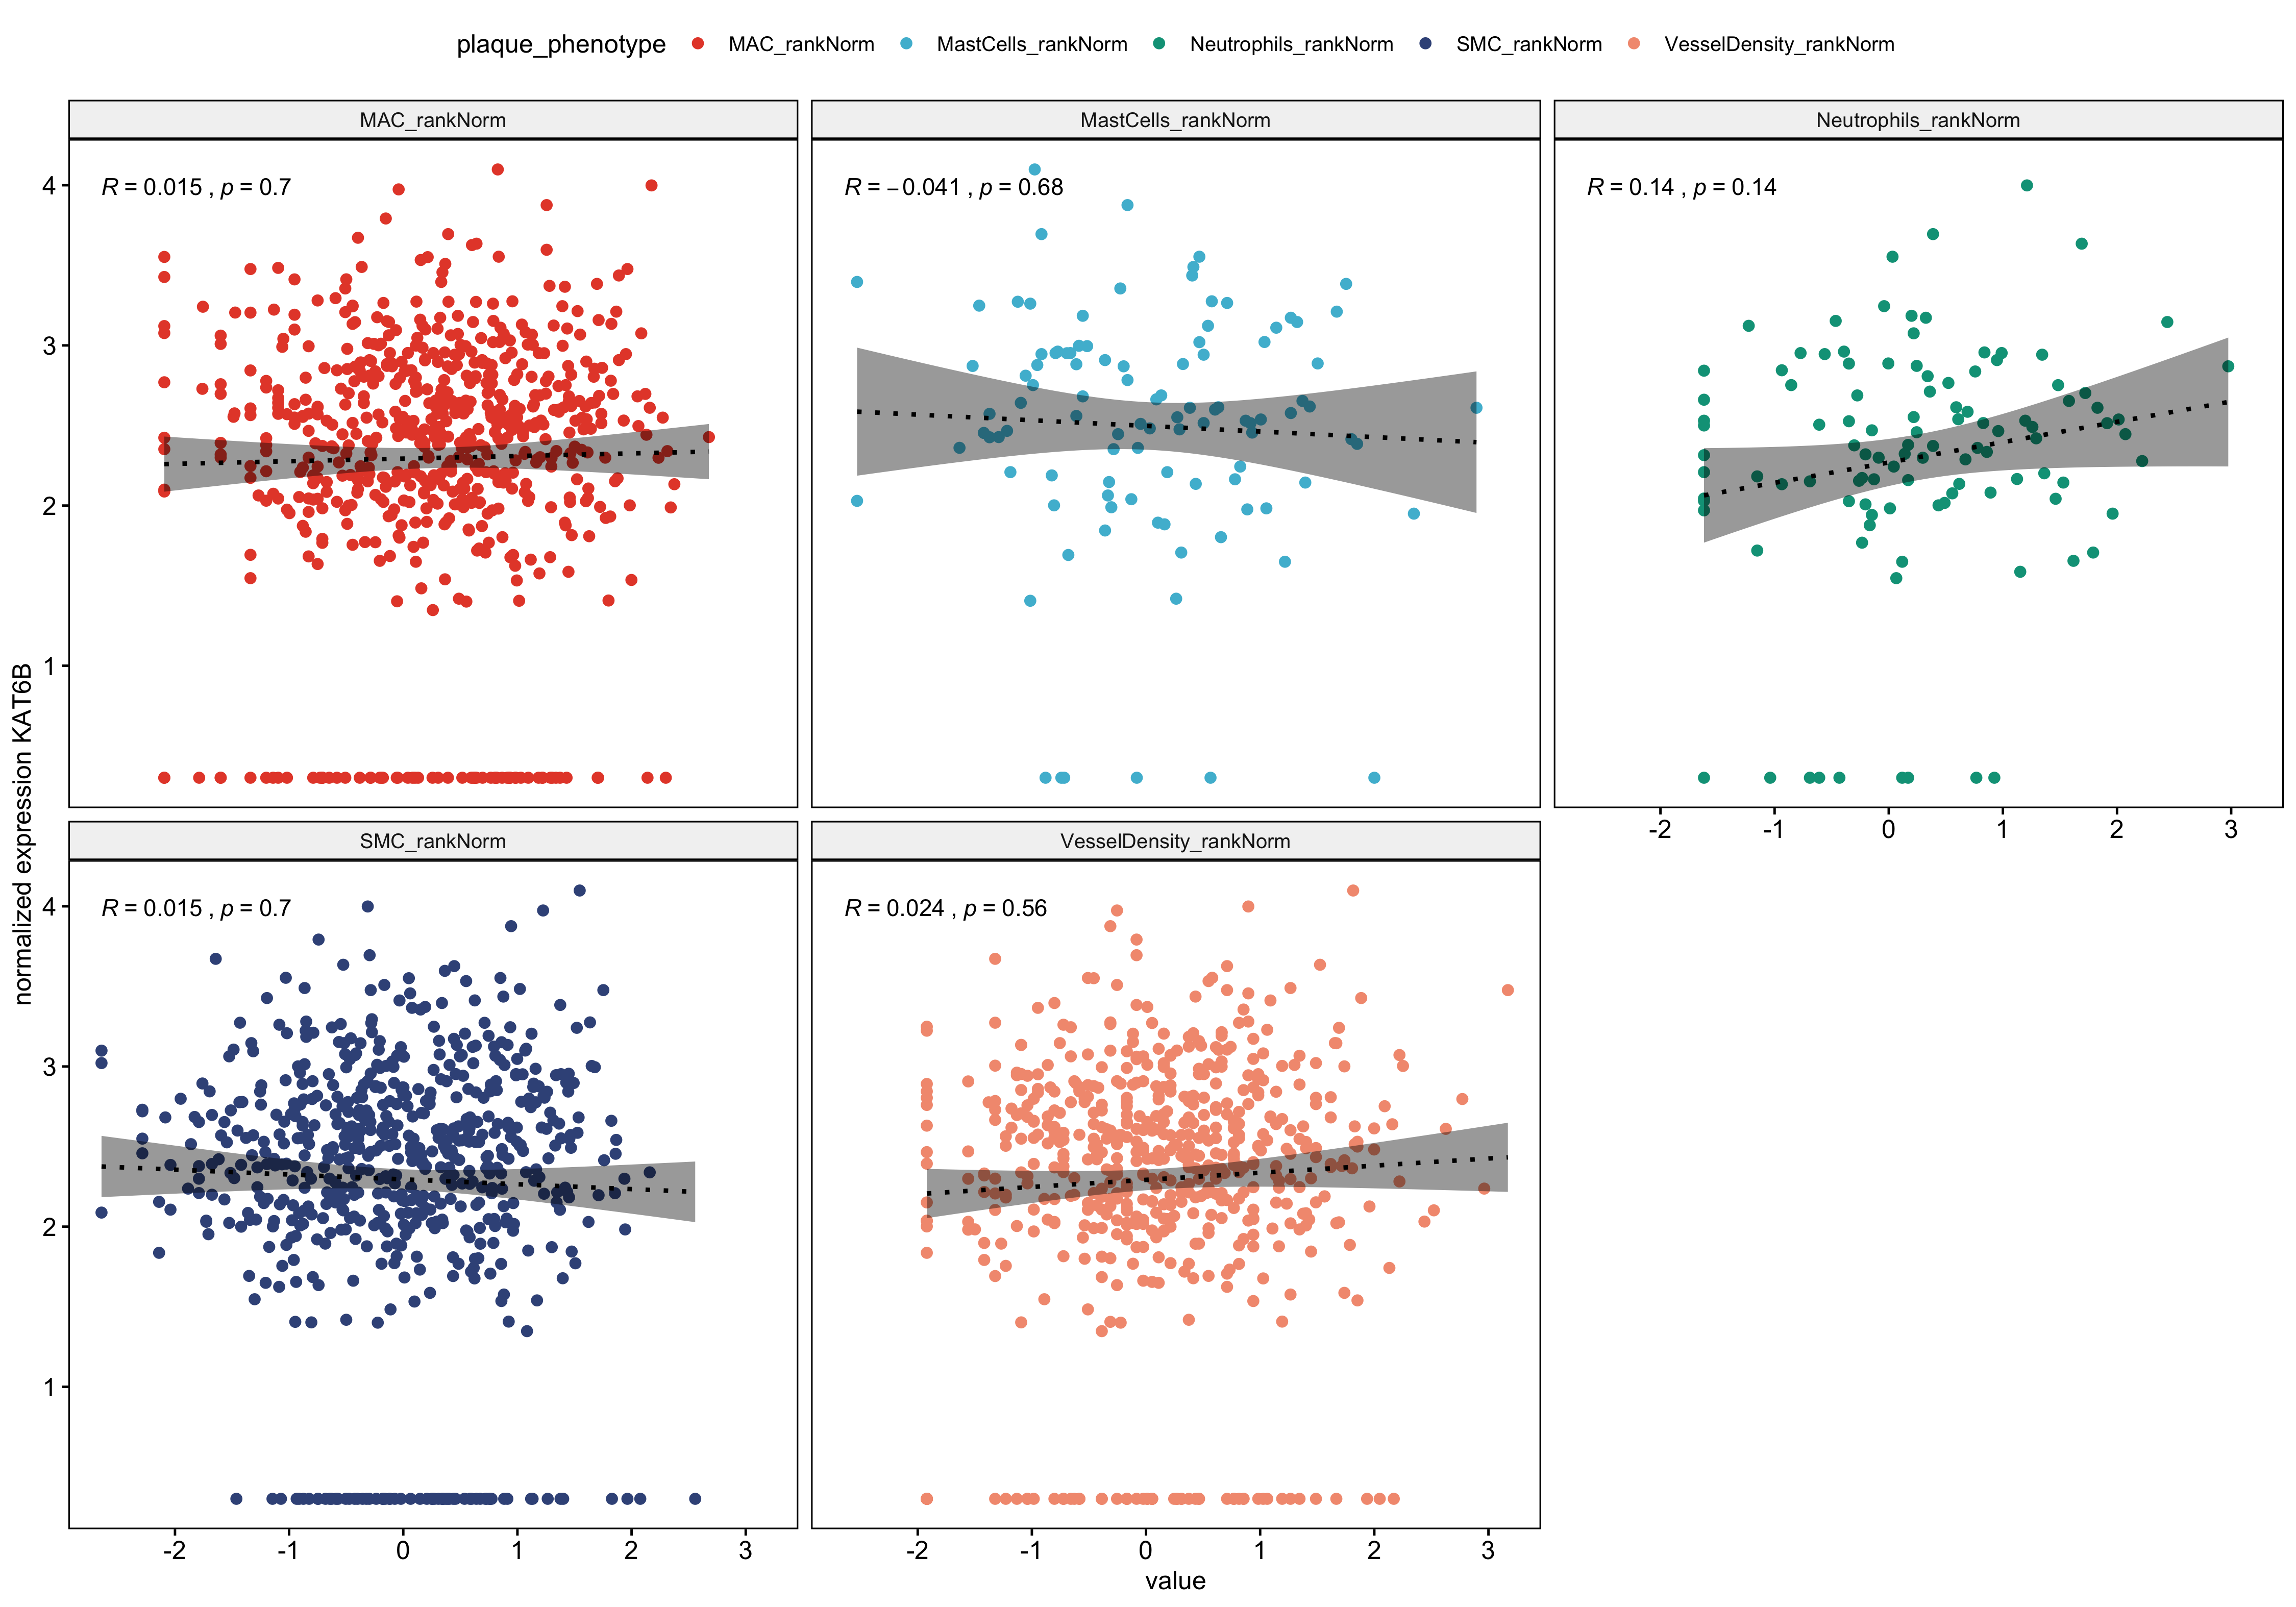 plaque_phenotype MAC_rankNorm MastCells_rankNorm Neutrophils_rankNorm SMC_rankNorm VesselDensity_rankNorm
MAC_rankNorm
R = 0.015 , p = 0.7
MastCells_rankNorm
R = −0.041 , p = 0.68
Neutrophils_rankNorm
R = 0.14 , p = 0.14
4
3
2
1
-2 -1 0 1 2 3
normalized expression KAT6B
SMC_rankNorm
R = 0.015 , p = 0.7
VesselDensity_rankNorm
R = 0.024 , p = 0.56
4
3
2
1
-2 -1 0 1 2 3
-2 -1 0 1 2 3
value